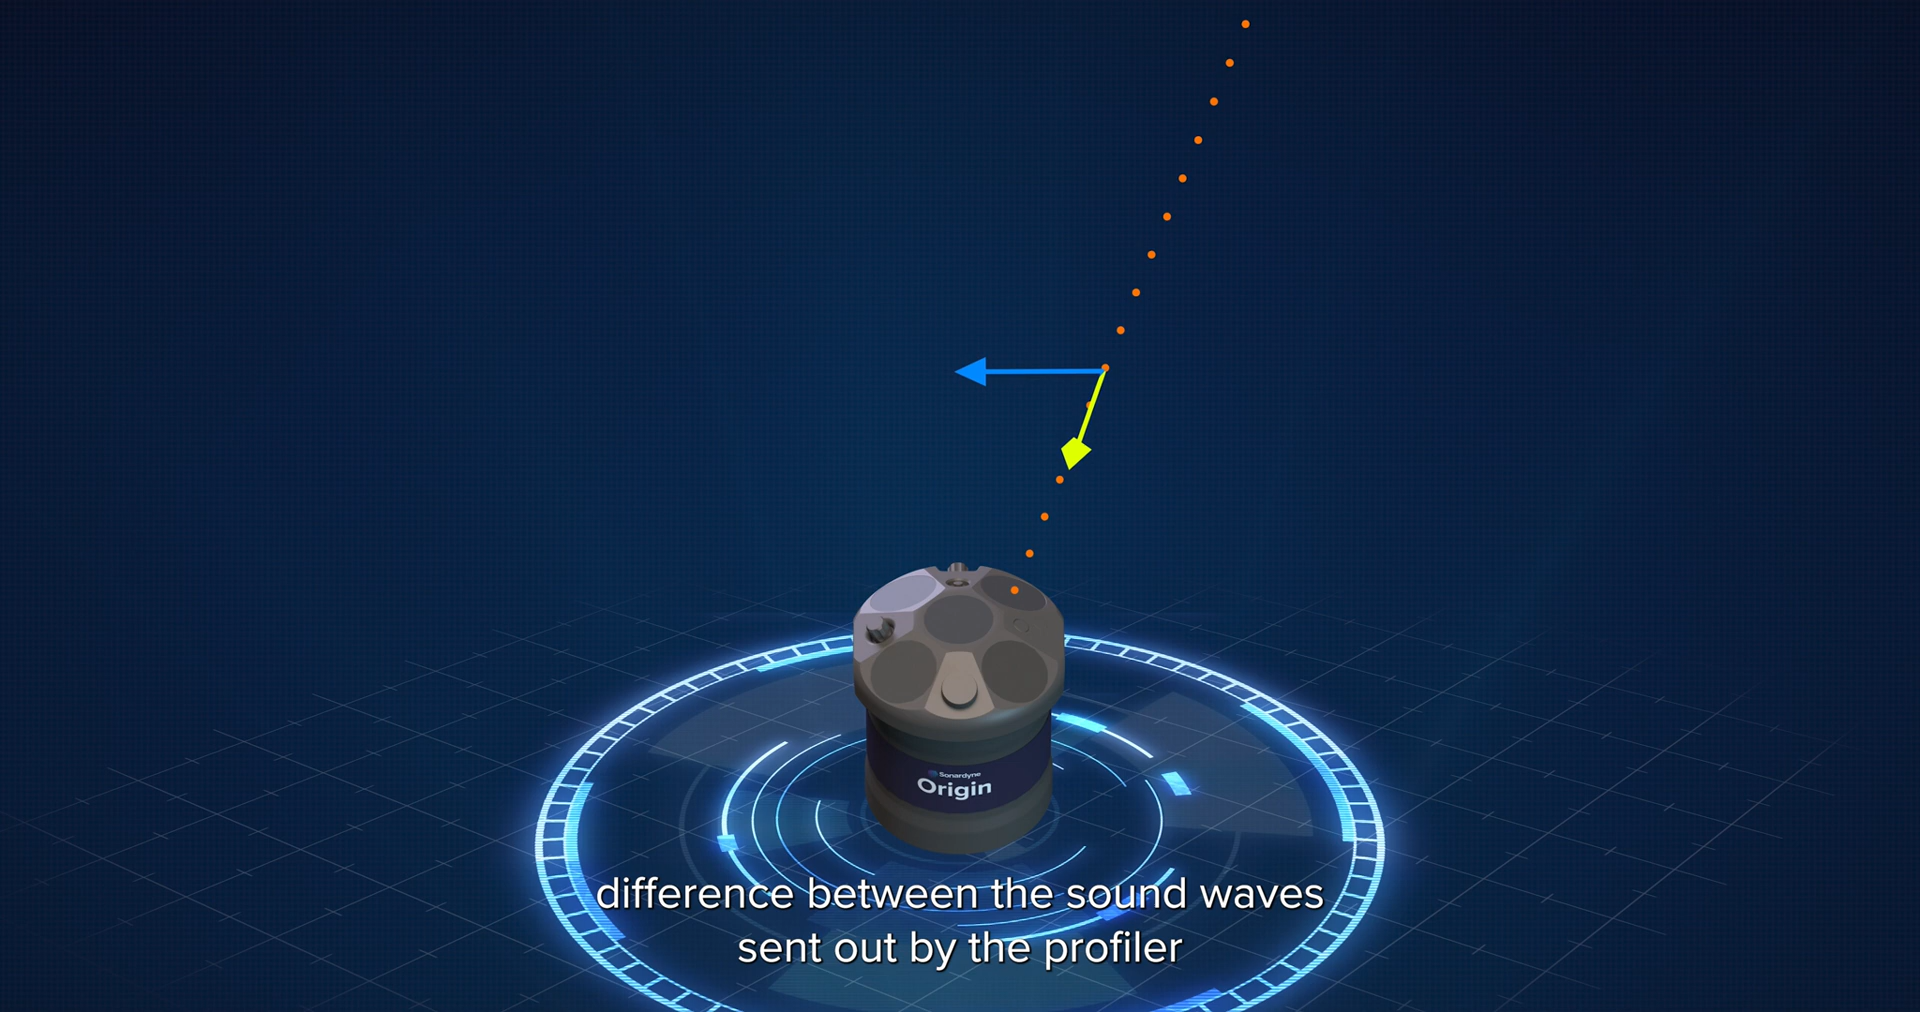 Sonardyne
Origin
difference between the sound waves
sent out by the profiler